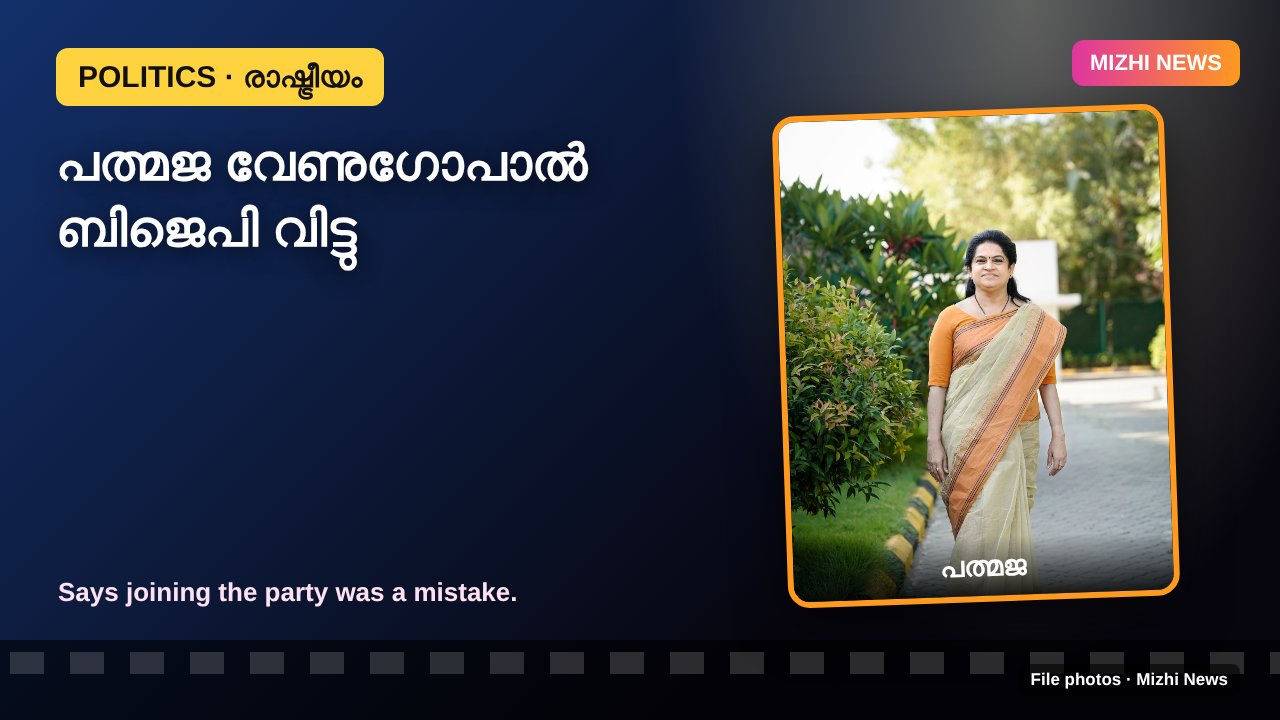 POLITICS · രാഷ്ട്രീയം
MIZHI NEWS
പത്മജ വേണുഗോപാൽ
ബിജെപി വിട്ടു
പത്മജ
Says joining the party was a mistake.
File photos · Mizhi News